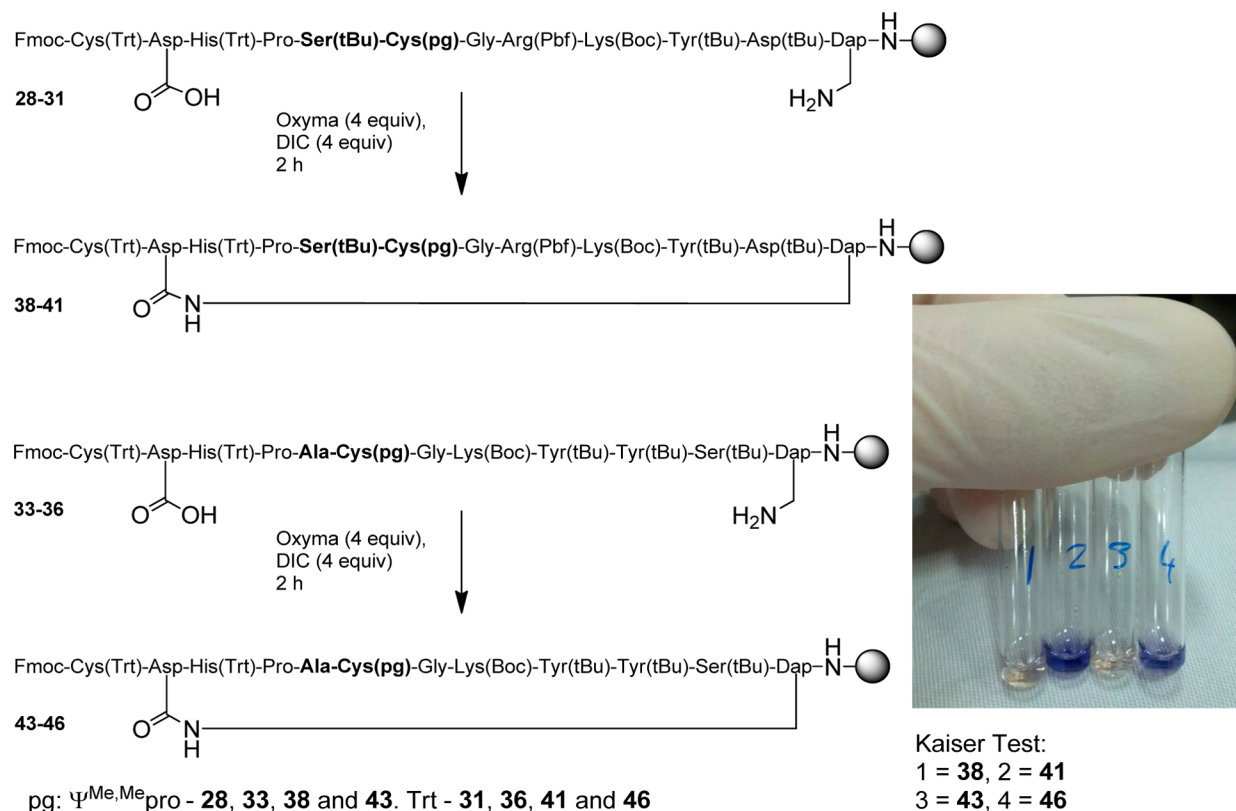 Fmoc-Cys(Trt)-Asp-His(Trt)-Pro-Ser(tBu)-Cys(pg)-Gly-Arg(Pbf)-Lys(Boc)-Tyr(tBu)-Asp(tBu)-Dap-N
H
O
OH
H₂N
28-31
Oxyma (4 equiv),
DIC (4 equiv)
2 h
Fmoc-Cys(Trt)-Asp-His(Trt)-Pro-Ser(tBu)-Cys(pg)-Gly-Arg(Pbf)-Lys(Boc)-Tyr(tBu)-Asp(tBu)-Dap-N
H
O
N
H
38-41
Fmoc-Cys(Trt)-Asp-His(Trt)-Pro-Ala-Cys(pg)-Gly-Lys(Boc)-Tyr(tBu)-Tyr(tBu)-Ser(tBu)-Dap-N
H
O
OH
H₂N
33-36
Oxyma (4 equiv),
DIC (4 equiv)
2 h
Fmoc-Cys(Trt)-Asp-His(Trt)-Pro-Ala-Cys(pg)-Gly-Lys(Boc)-Tyr(tBu)-Tyr(tBu)-Ser(tBu)-Dap-N
H
O
N
H
43-46
pg: Ψ^Me,Me pro - 28, 33, 38 and 43. Trt - 31, 36, 41 and 46
1 2 3 4
Kaiser Test:
1 = 38, 2 = 41
3 = 43, 4 = 46